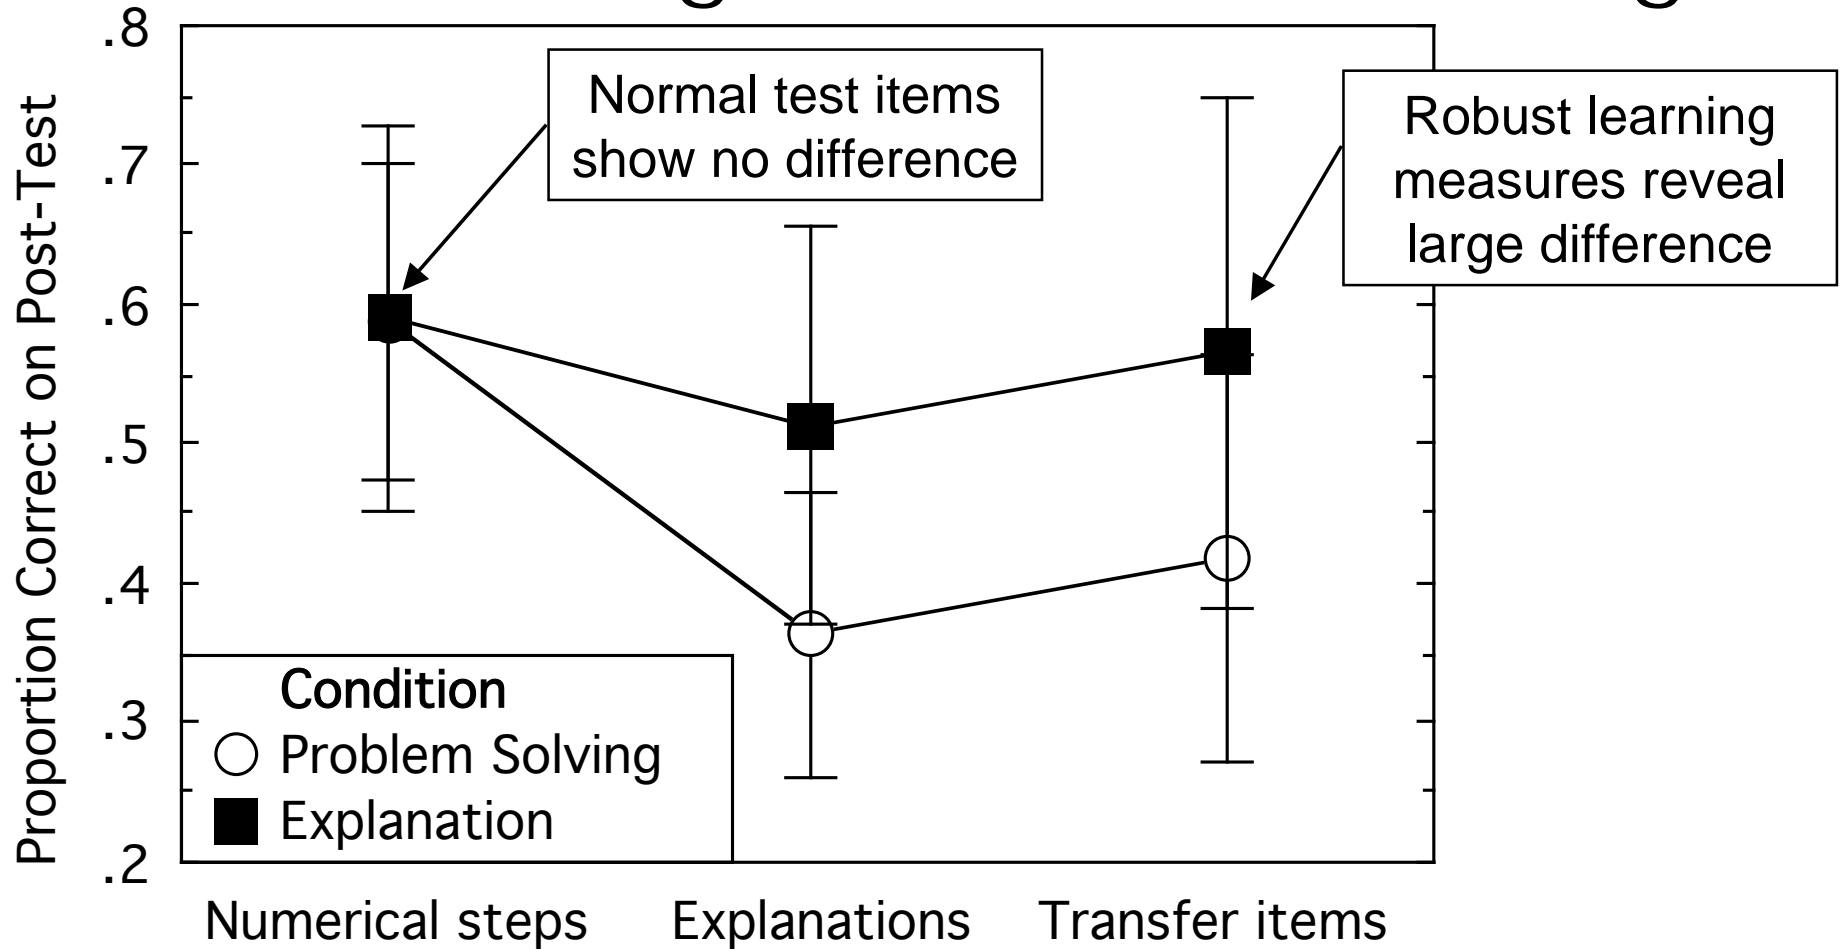 .8
.7
.6
.5
.4
.3
.2
Proportion Correct on Post-Test
Normal test items
show no difference
Robust learning
measures reveal
large difference
Condition
Problem Solving
Explanation
Numerical steps
Explanations
Transfer items